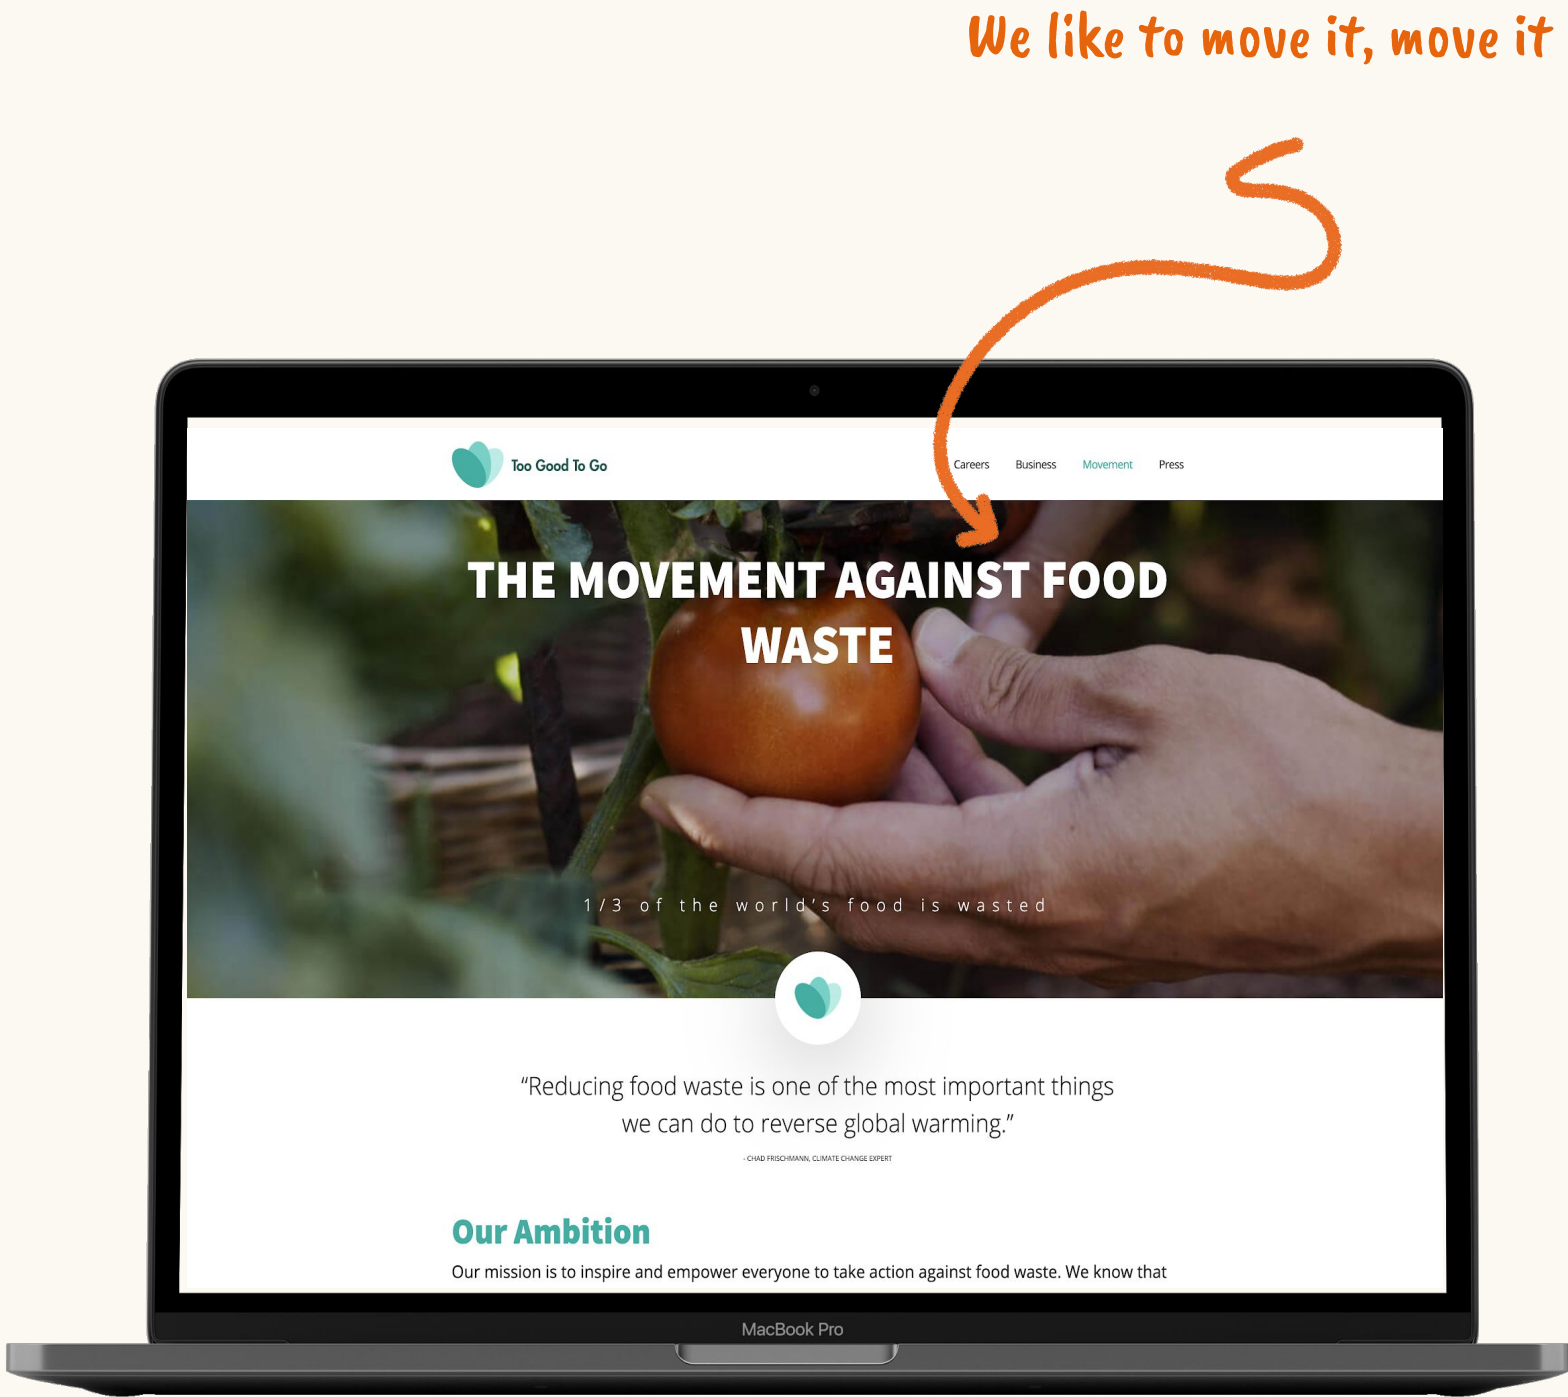 We like to move it, move it
Too Good To Go
Careers Business Movement Press
THE MOVEMENT AGAINST FOOD
WASTE
1/3 of the world's food is wasted
“Reducing food waste is one of the most important things
we can do to reverse global warming.”
- CHAD FRISCHMANN, CLIMATE CHANGE EXPERT
Our Ambition
Our mission is to inspire and empower everyone to take action against food waste. We know that
MacBook Pro